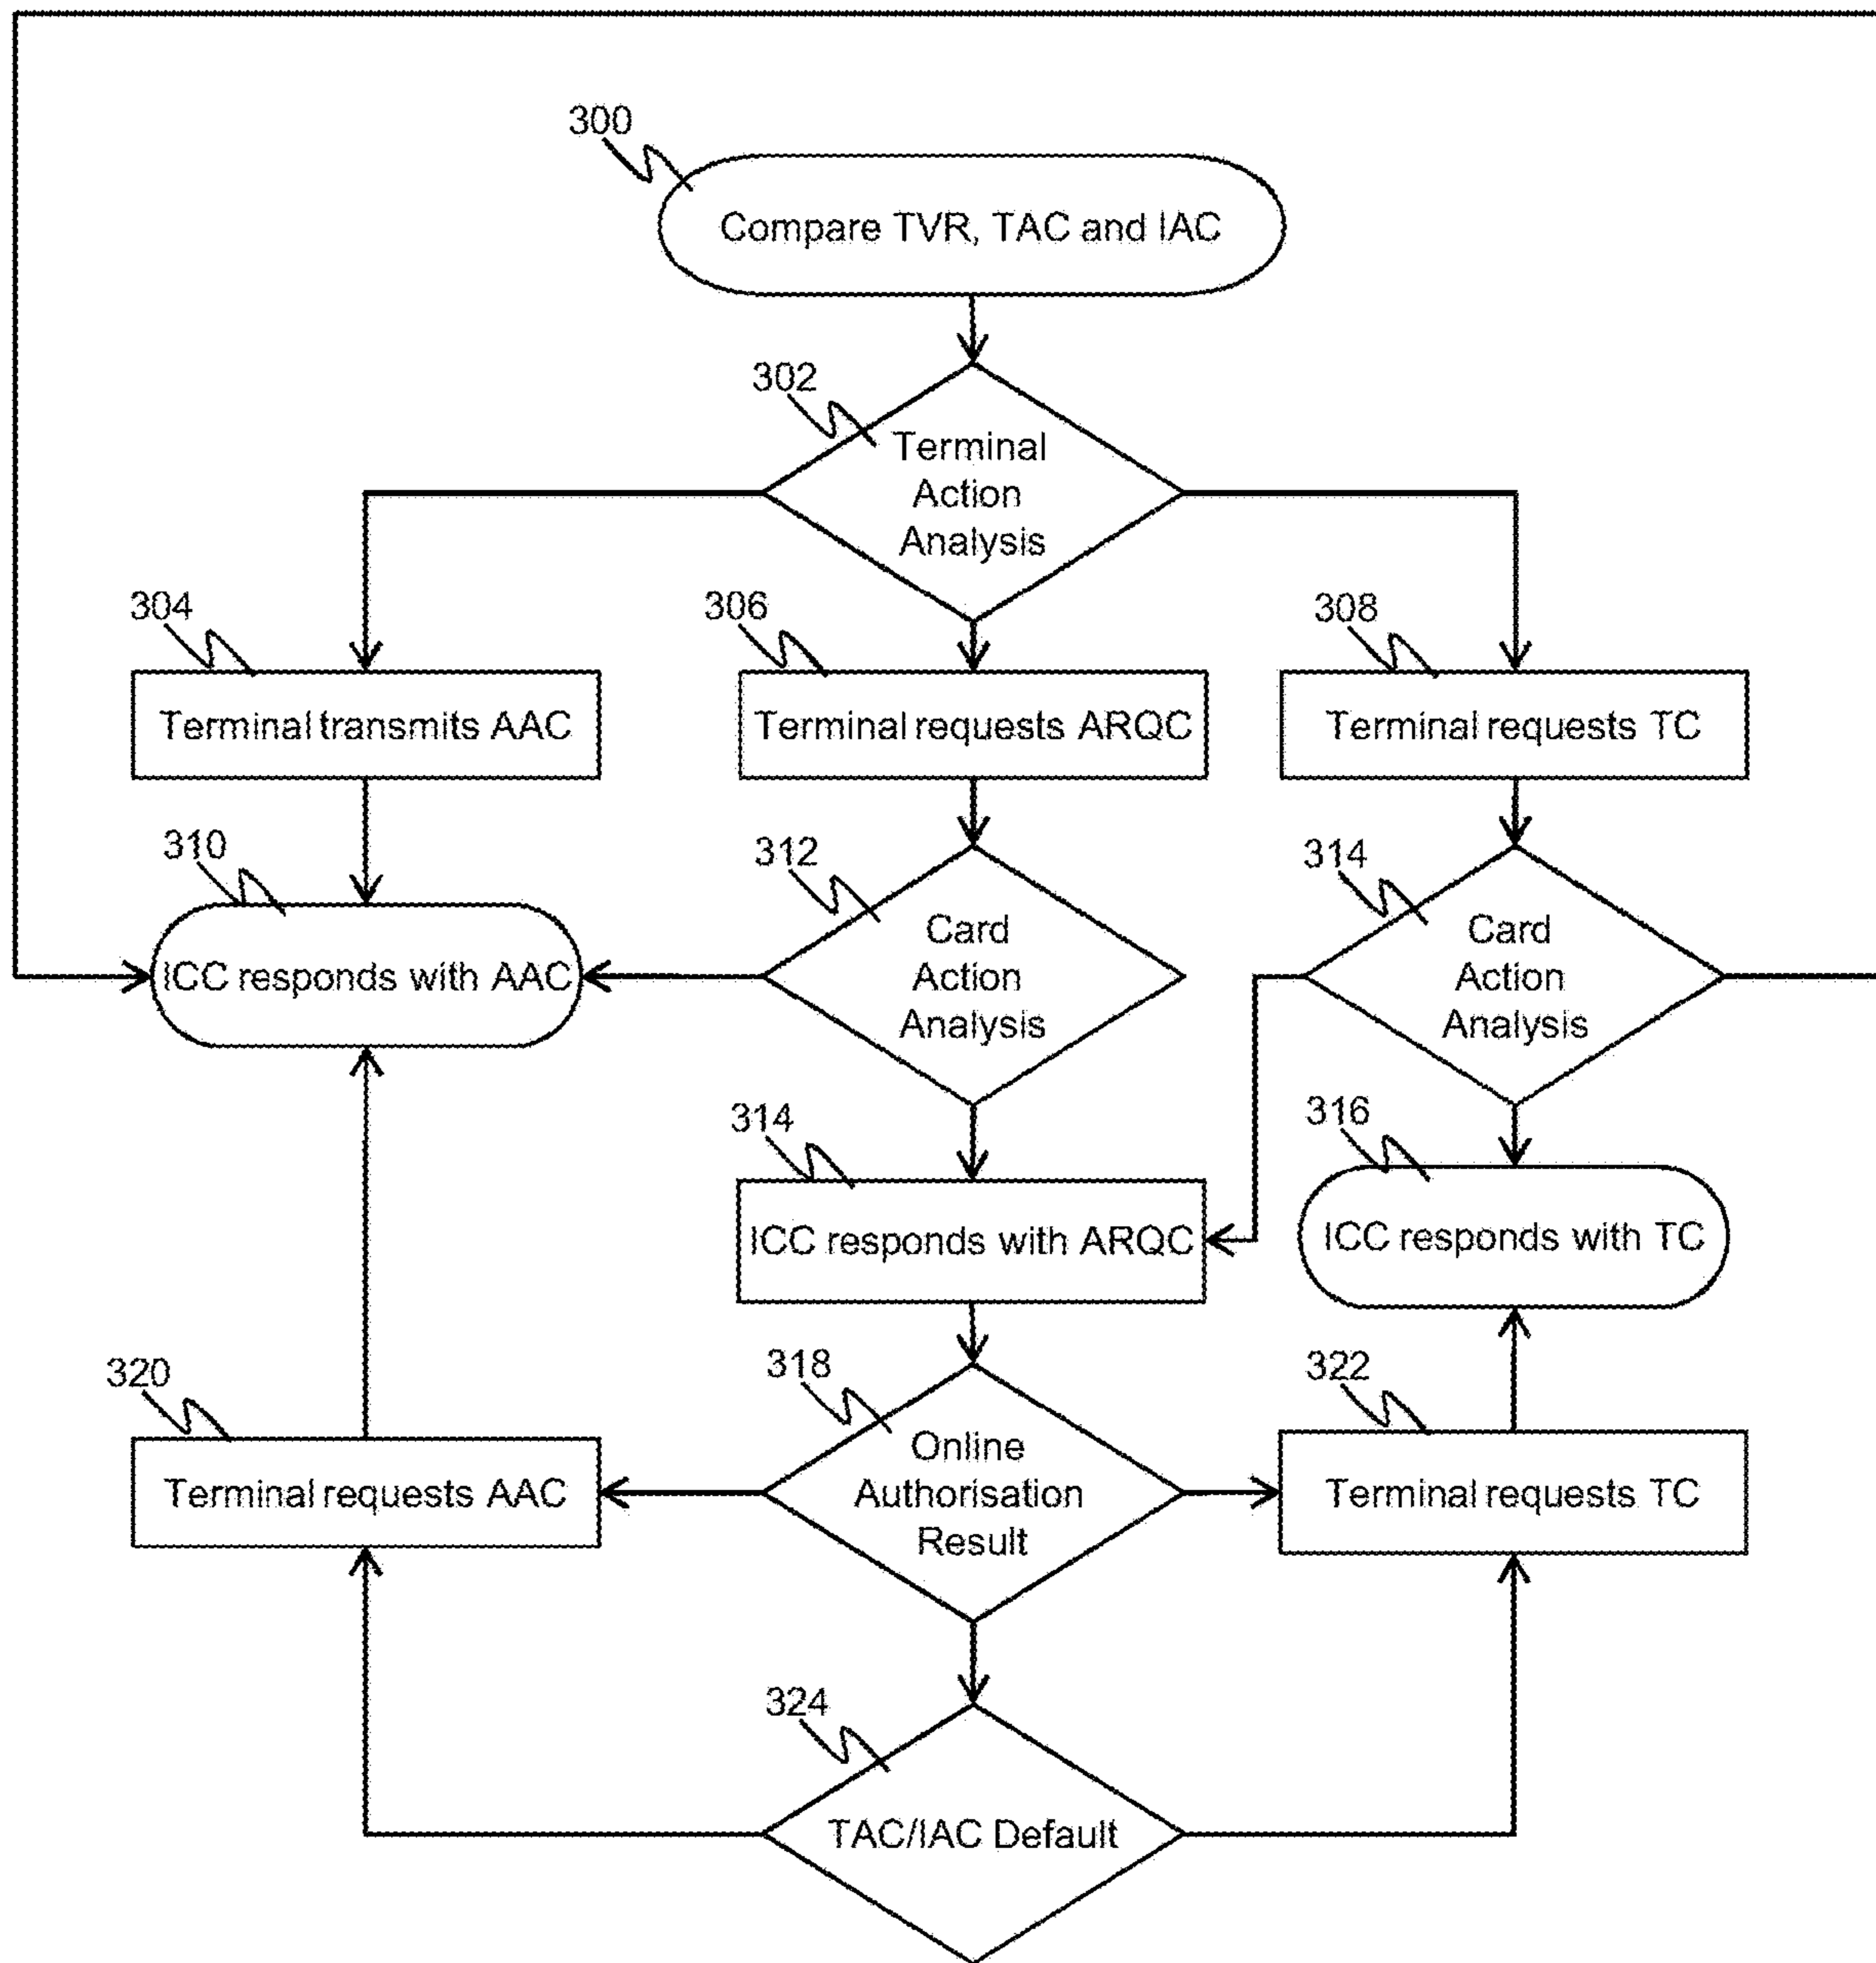 300
Compare TVR, TAC and IAC
302
Terminal
Action
Analysis
304
306
308
Terminal transmits AAC
Terminal requests ARQC
Terminal requests TC
310
312
314
ICC responds with AAC
Card
Action
Analysis
Card
Action
Analysis
314
316
ICC responds with ARQC
ICC responds with TC
320
318
322
Terminal requests AAC
Online
Authorisation
Result
Terminal requests TC
324
TAC/IAC Default